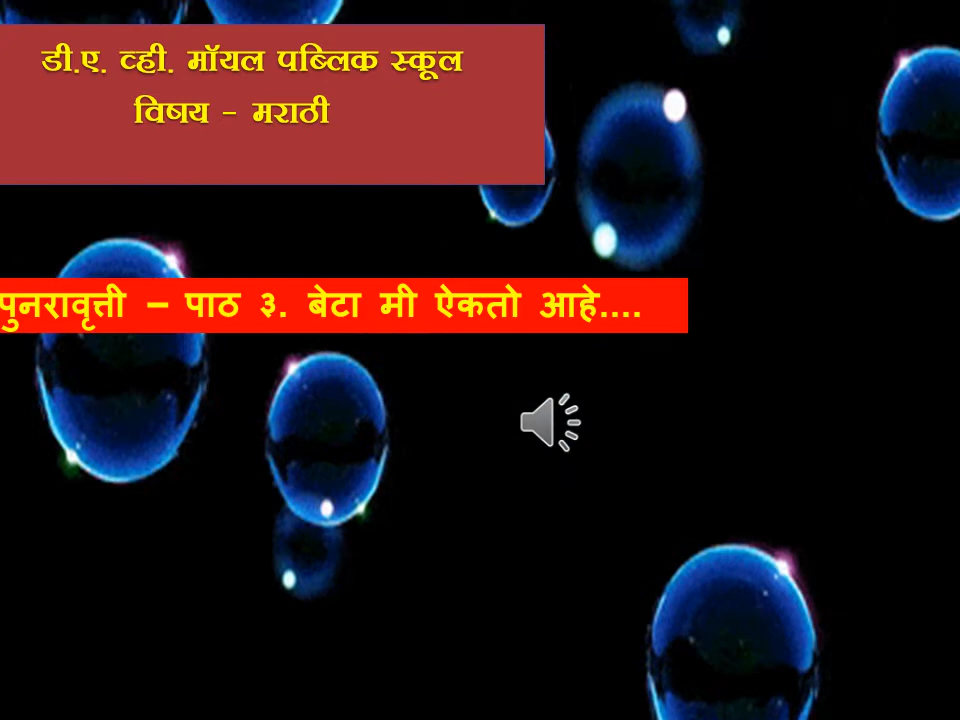 डी.ए. व्ही. मॉयल पब्लिक स्कूल
विषय - मराठी
पुनरावृत्ती – पाठ ३. बेटा मी ऐकतो आहे....